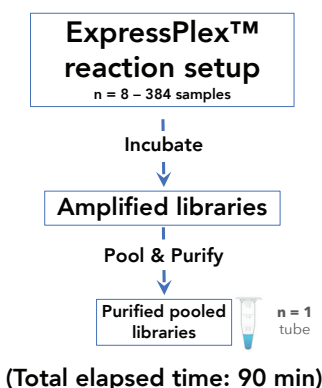 ExpressPlex™
reaction setup
n = 8 – 384 samples
Incubate
Amplified libraries
Pool & Purify
Purified pooled
libraries
n = 1
tube
(Total elapsed time: 90 min)